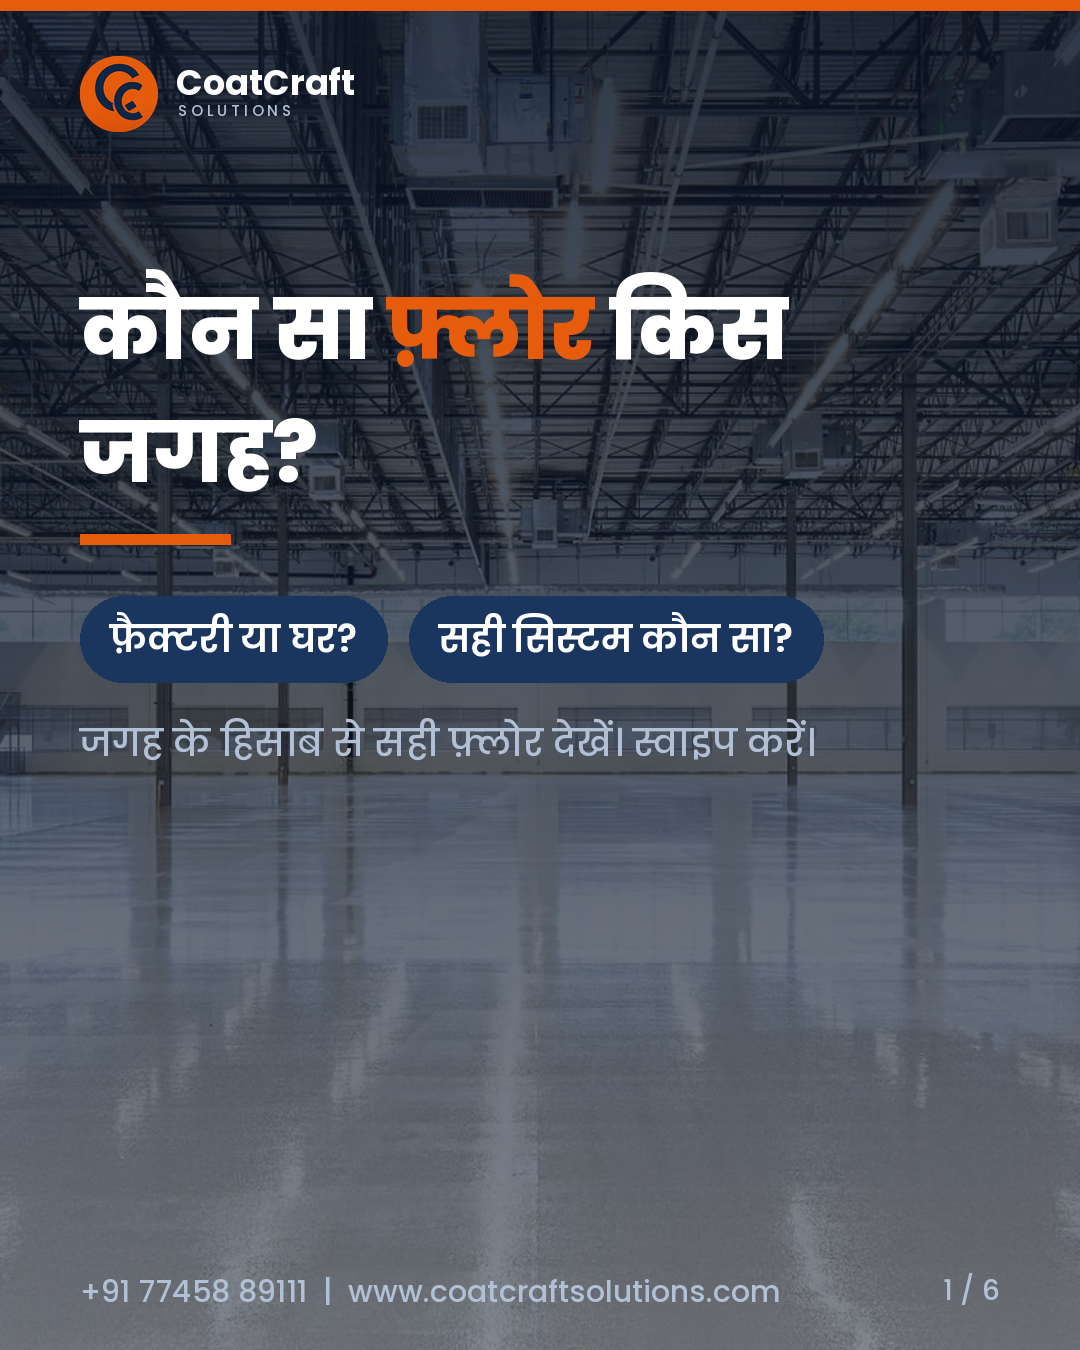 CoatCraft
SOLUTIONS
कौन सा फ़्लोर किस
जगह?
फ़ैक्टरी या घर?
सही सिस्टम कौन सा?
जगह के हिसाब से सही फ़्लोर देखें। स्वाइप करें।
+91 77458 89111 | www.coatcraftsolutions.com
1 / 6